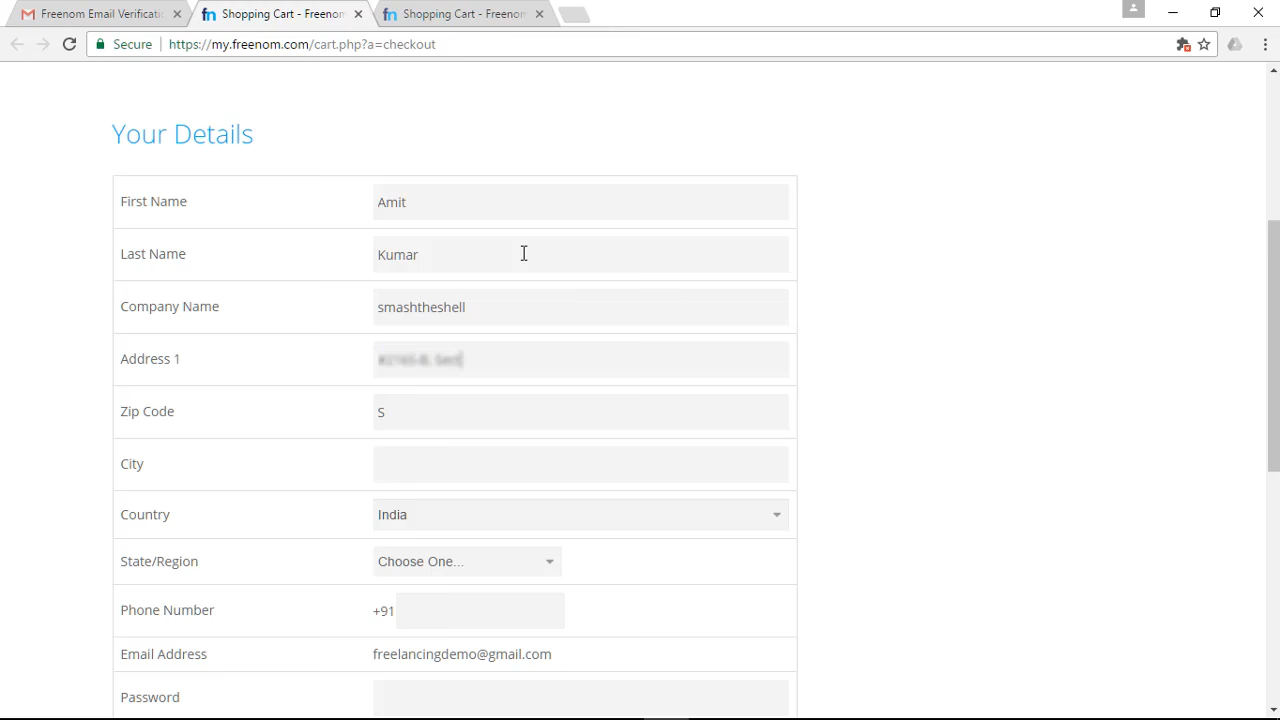 Freenom Email Verificati
Shopping Cart - Freenom
Shopping Cart - Freenom
Secure
https://my.freenom.com/cart.php?a=checkout
Your Details
First Name
Amit
Last Name
Kumar
Company Name
smashtheshell
Address 1
Zip Code
S
City
Country
India
State/Region
Choose One...
Phone Number
+91
Email Address
freelancingdemo@gmail.com
Password